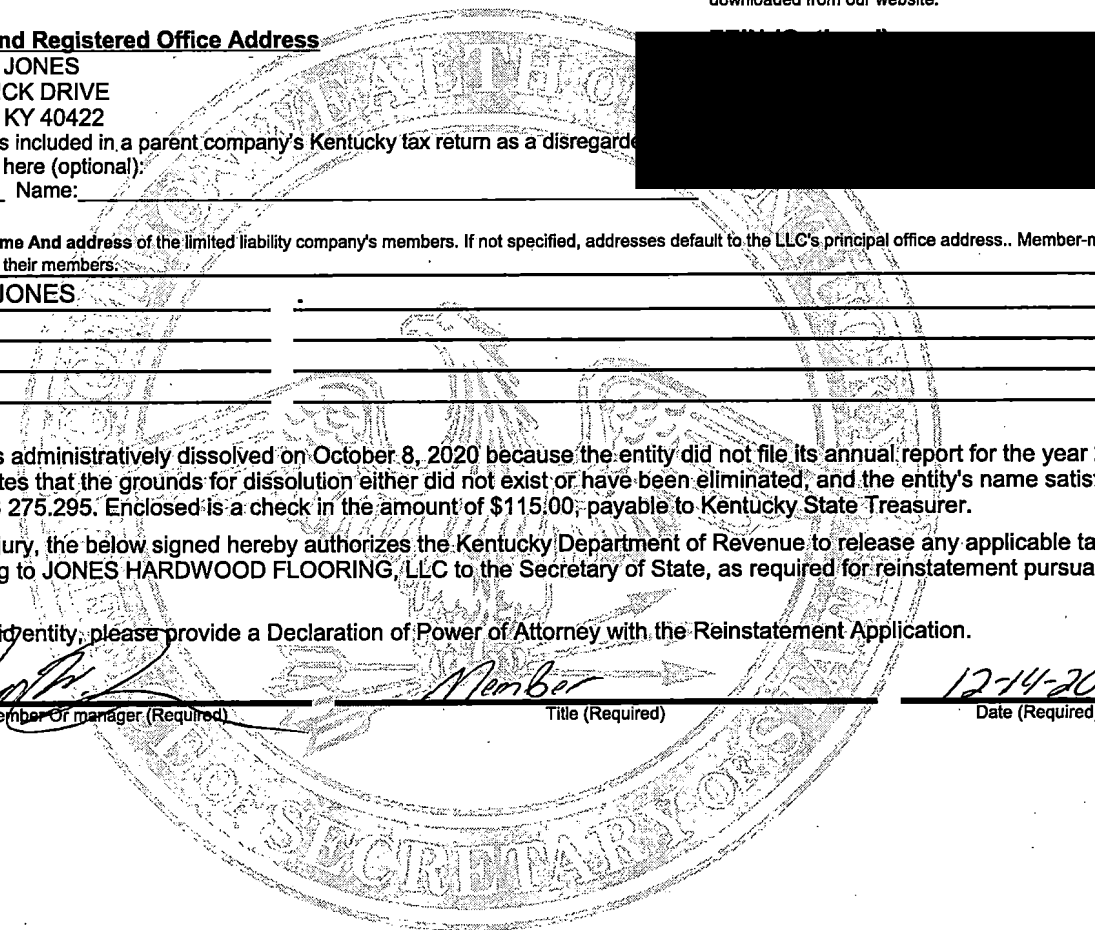 downloaded from our website.
nd Registered Office Address
JONES
CK DRIVE
KY 40422
s included in a parent company's Kentucky tax return as a disregarde
here (optional):
Name:
me And address of the limited liability company's members. If not specified, addresses default to the LLC's principal office address.. Member-m
their members.
JONES
s administratively dissolved on October 8, 2020 because the entity did not file its annual report for the year
tes that the grounds for dissolution either did not exist or have been eliminated, and the entity's name satisf
275.295. Enclosed is a check in the amount of $115.00, payable to Kentucky State Treasurer.
jury, the below signed hereby authorizes the Kentucky Department of Revenue to release any applicable ta
g to JONES HARDWOOD FLOORING, LLC to the Secretary of State, as required for reinstatement pursua
id entity, please provide a Declaration of Power of Attorney with the Reinstatement Application.
Member 12-14-20
ember Or manager (Required) Title (Required) Date (Required)
SECRETARY OF